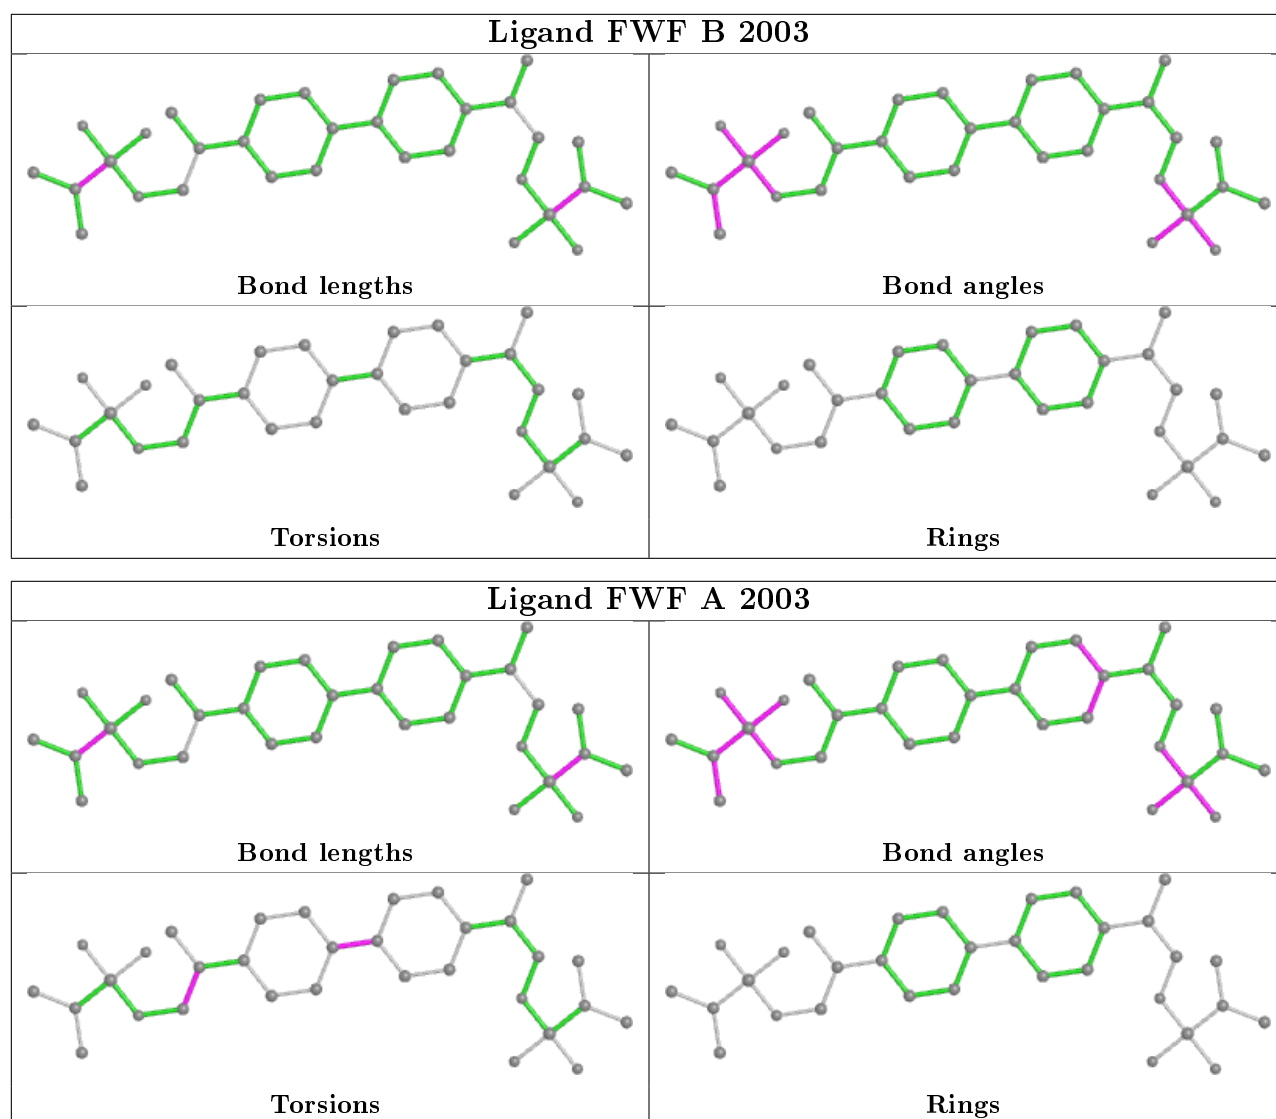 Ligand FWF B 2003
Bond lengths
Bond angles
Torsions
Rings
Ligand FWF A 2003
Bond lengths
Bond angles
Torsions
Rings